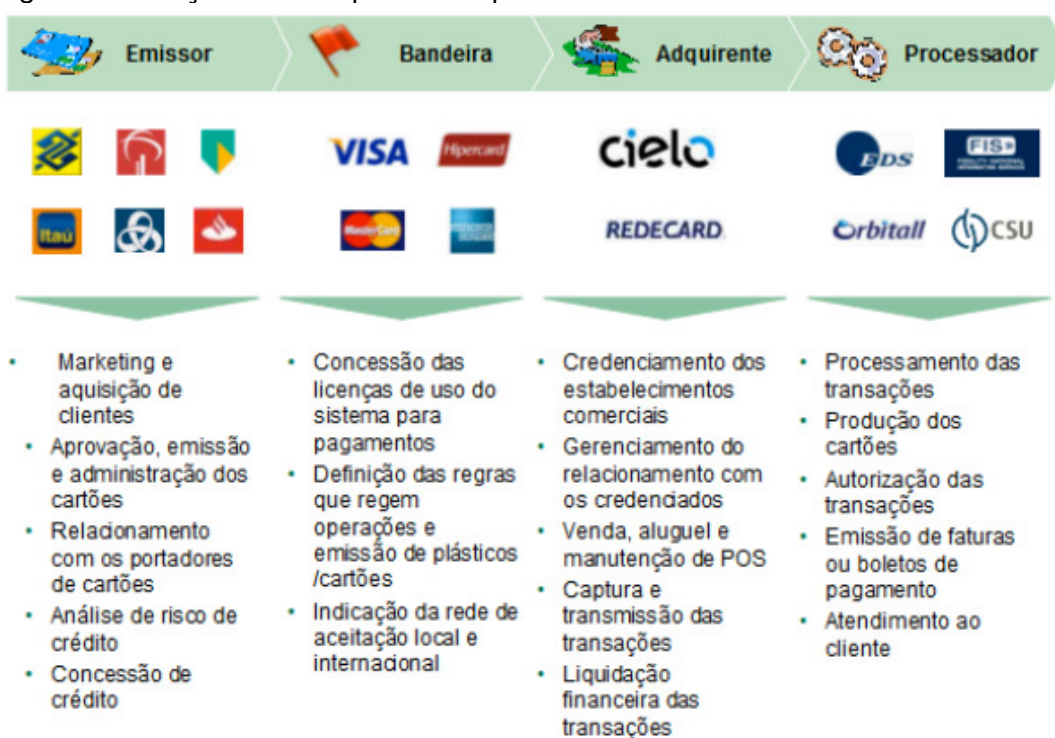 Emissor
Bandeira
Adquirente
Processador
VISA
Hipercard
cielo
EDS
FIS
Itaú
MasterCard
REDECARD
Orbitall
CSU
• Marketing e
aquisição de
clientes
• Aprovação, emissão
e administração dos
cartões
• Relacionamento
com os portadores
de cartões
• Análise de risco de
crédito
• Concessão de
crédito
• Concessão das
licenças de uso do
sistema para
pagamentos
• Definição das regras
que regem
operações e
emissão de plásticos
/cartões
• Indicação da rede de
aceitação local e
internacional
• Credenciamento dos
estabelecimentos
comerciais
• Gerenciamento do
relacionamento com
os credenciados
• Venda, aluguel e
manutenção de POS
• Captura e
transmissão das
transações
• Liquidação
financeira das
transações
• Processamento das
transações
• Produção dos
cartões
• Autorização das
transações
• Emissão de faturas
ou boletos de
pagamento
• Atendimento ao
cliente